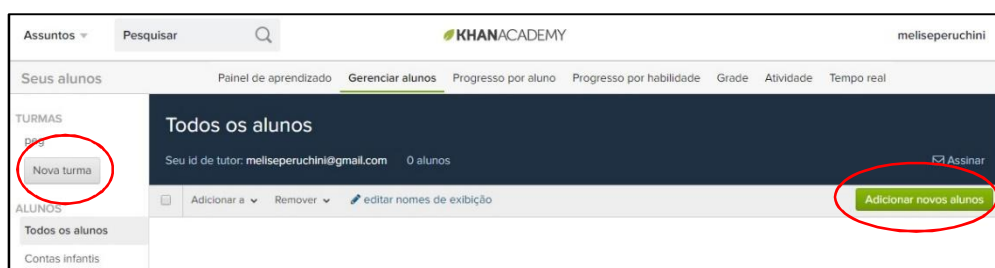 Assuntos Pesquisar KHANACADEMY meliseperuchini
Seus alunos Painel de aprendizado Gerenciar alunos Progresso por aluno Progresso por habilidade Grade Atividade Tempo real
TURMAS
peg
Nova turma
ALUNOS
Todos os alunos
Contas infantis
Todos os alunos
Seu id de tutor: meliseperuchini@gmail.com 0 alunos Assinar
Adicionar a Remover editar nomes de exibição Adicionar novos alunos